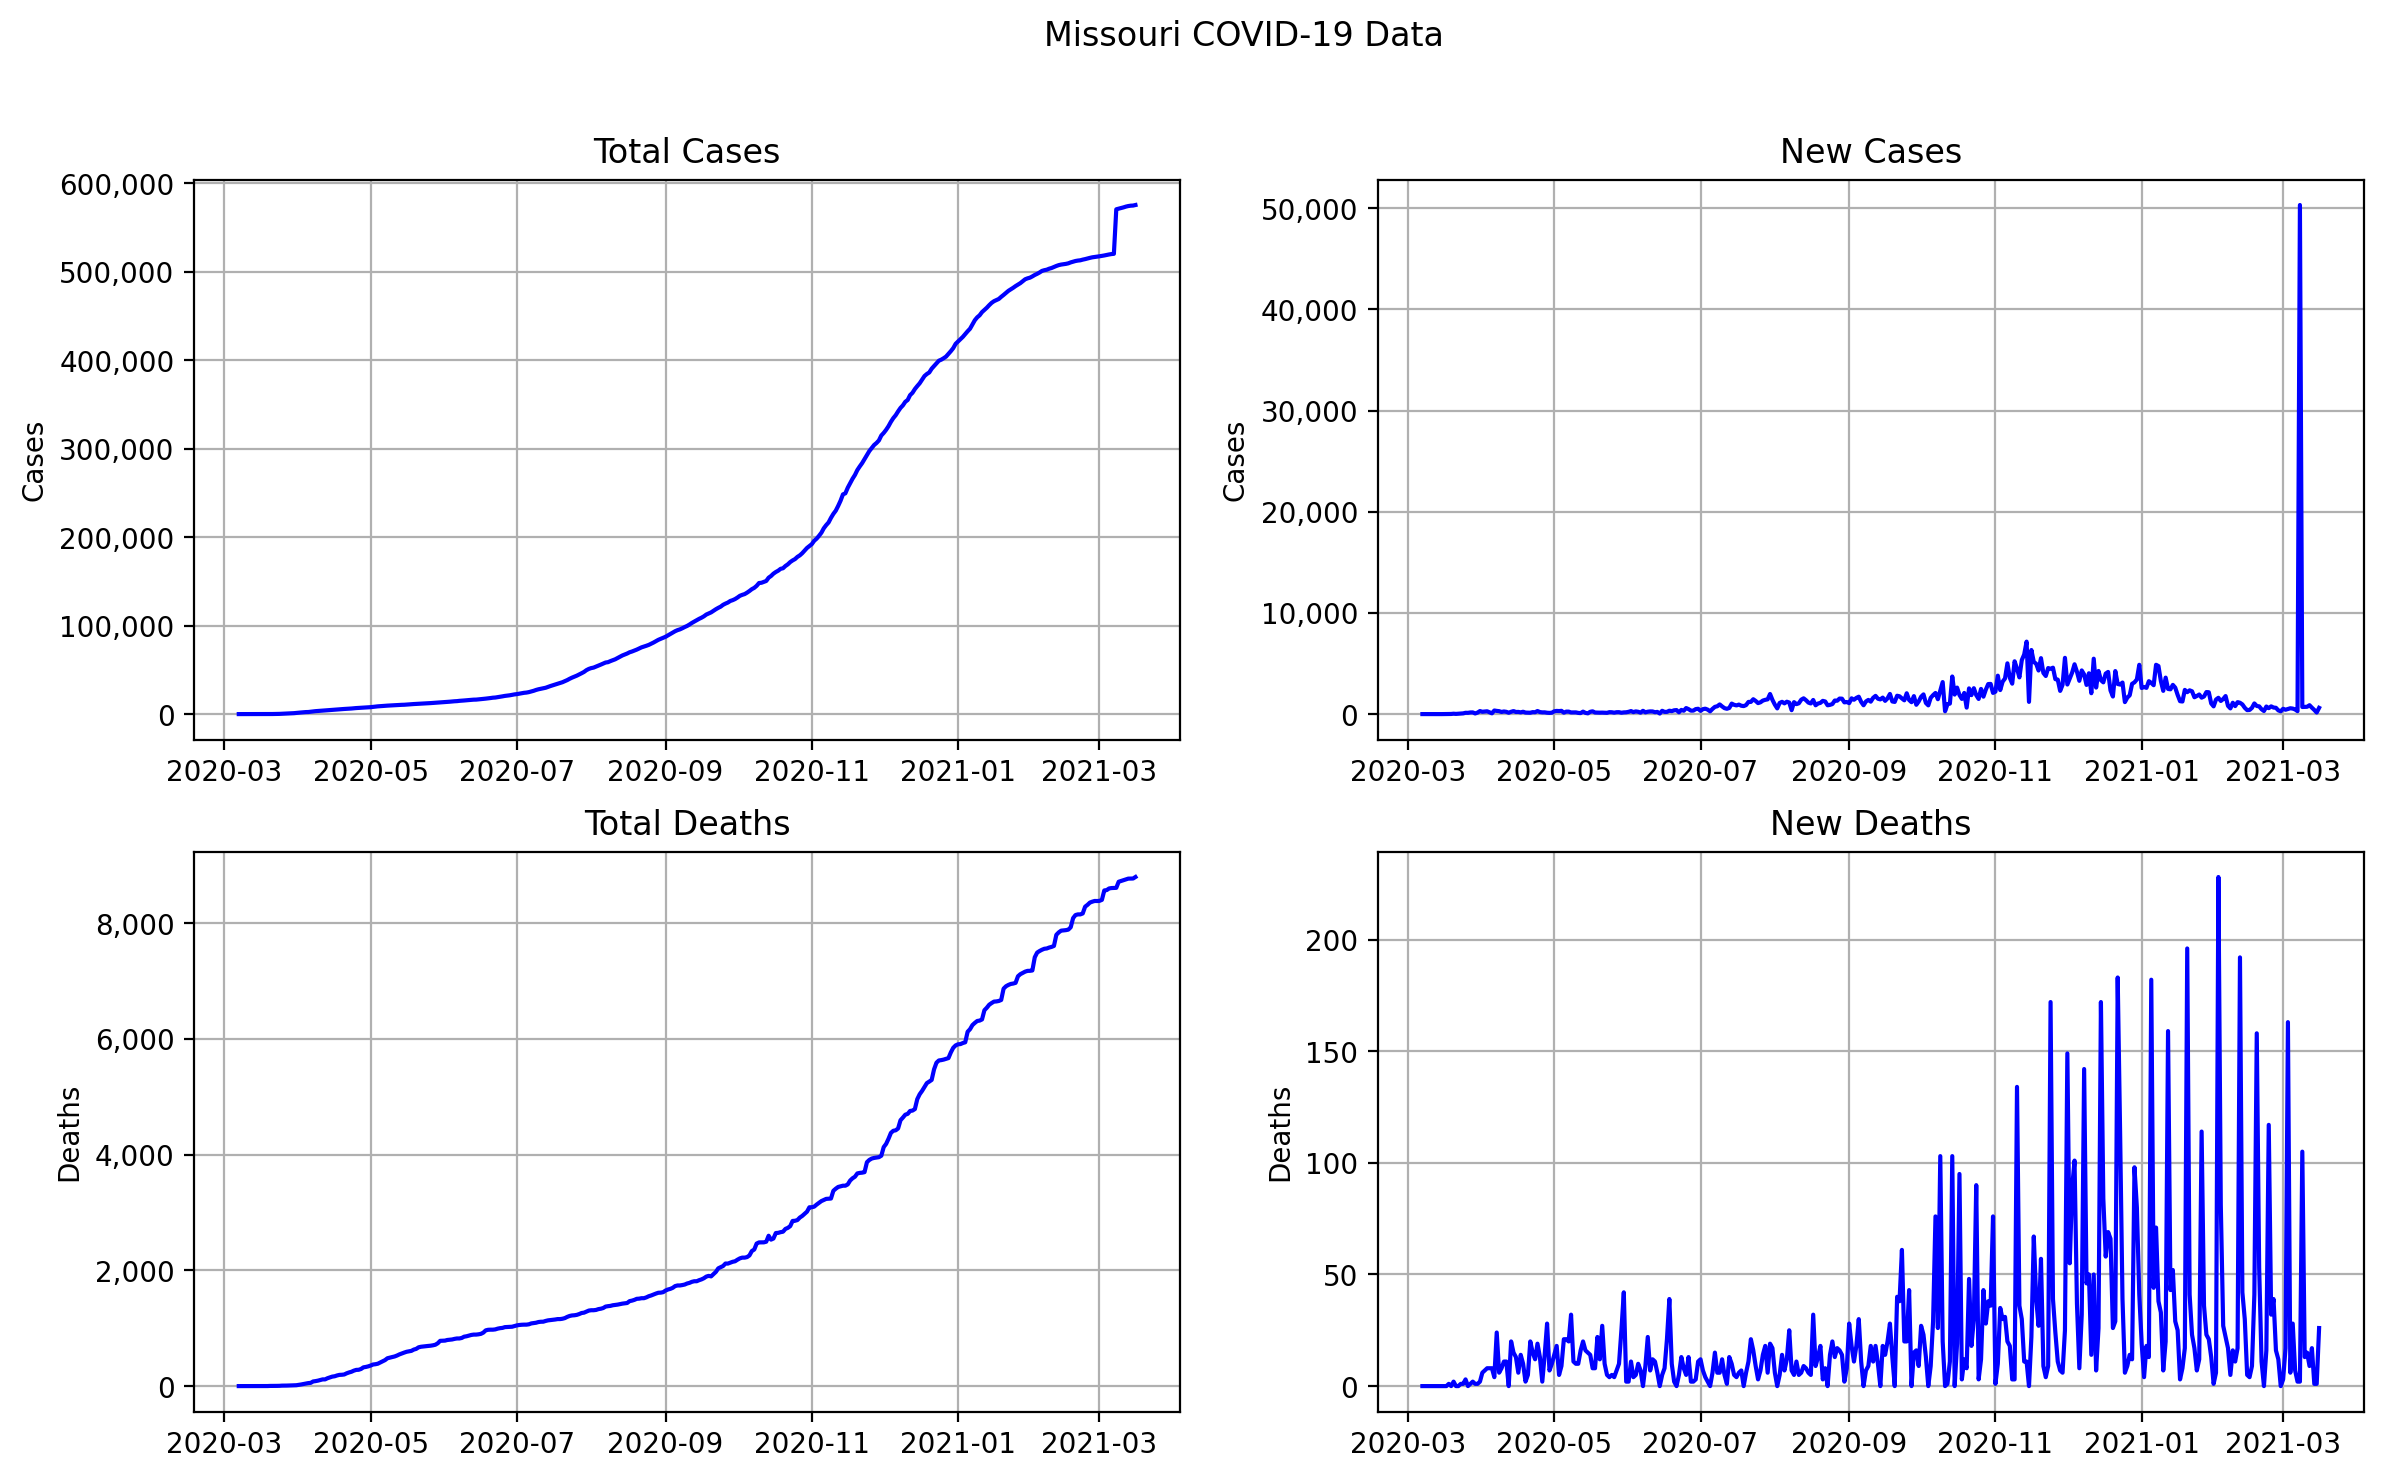 Missouri COVID-19 Data
Total Cases
600,000
500,000
400,000
300,000
200,000
100,000
0
Cases
2020-03 2020-05 2020-07 2020-09 2020-11 2021-01 2021-03
New Cases
50,000
40,000
30,000
20,000
10,000
0
Cases
2020-03 2020-05 2020-07 2020-09 2020-11 2021-01 2021-03
Total Deaths
8,000
6,000
4,000
2,000
0
Deaths
2020-03 2020-05 2020-07 2020-09 2020-11 2021-01 2021-03
New Deaths
200
150
100
50
0
Deaths
2020-03 2020-05 2020-07 2020-09 2020-11 2021-01 2021-03